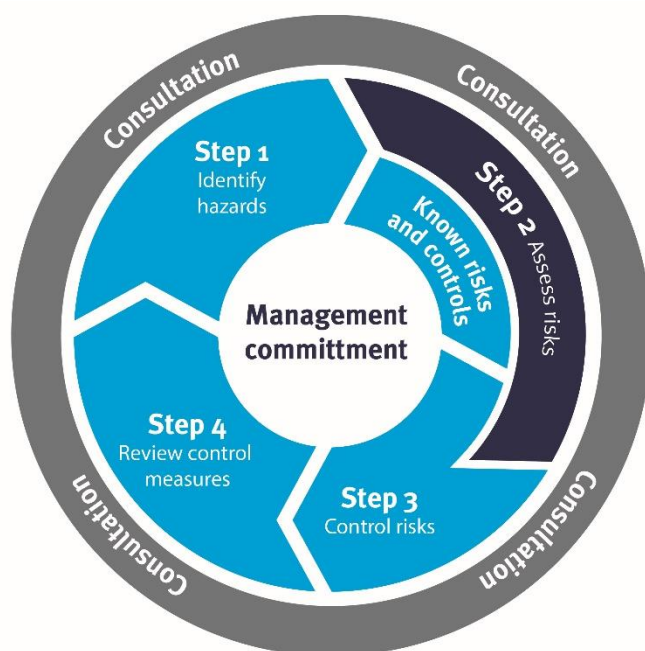 Consultation
Consultation
Step 1
Identify
hazards
Step 2 Assess risks
Known risks
and controls
Management
committment
Step 4
Review control
measures
Step 3
Control risks
Consultation
Consultation